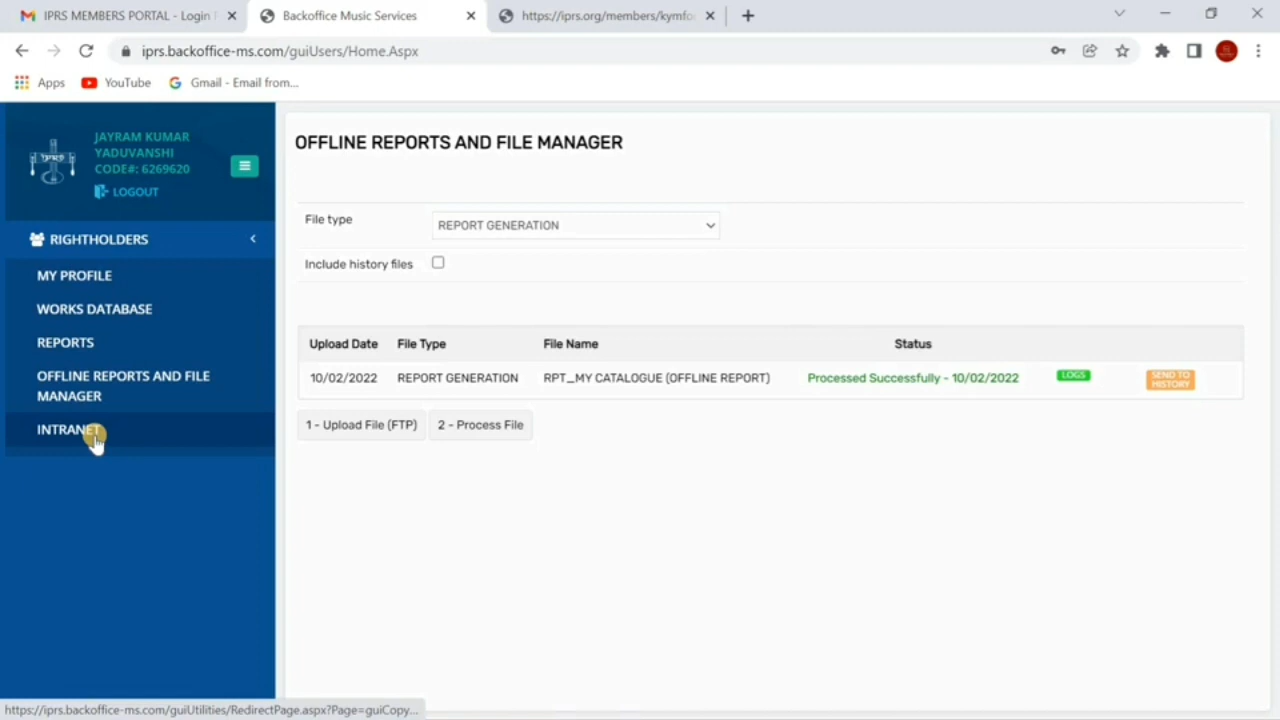 IPRS MEMBERS PORTAL - Login
Backoffice Music Services
https://iprs.org/members/kymfo
iprs.backoffice-ms.com/guiUsers/Home.Aspx
Apps
YouTube
Gmail - Email from...
IPRS
JAYRAM KUMAR
YADUVANSHI
CODE#: 6269620
LOGOUT
RIGHTHOLDERS
MY PROFILE
WORKS DATABASE
REPORTS
OFFLINE REPORTS AND FILE
MANAGER
INTRANET
OFFLINE REPORTS AND FILE MANAGER
File type
REPORT GENERATION
Include history files
Upload Date File Type File Name Status
10/02/2022 REPORT GENERATION RPT_MY CATALOGUE (OFFLINE REPORT) Processed Successfully - 10/02/2022 LOGS SEND TO
HISTORY
1 - Upload File (FTP) 2 - Process File
https://iprs.backoffice-ms.com/guiUtilities/RedirectPage.aspx?Page=guiCopy...